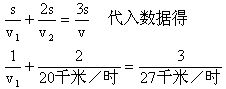 s/v₁ + 2s/v₂ = 3s/v 代入数据得
1/v₁ + 2/20千米／时 = 3/27千米／时